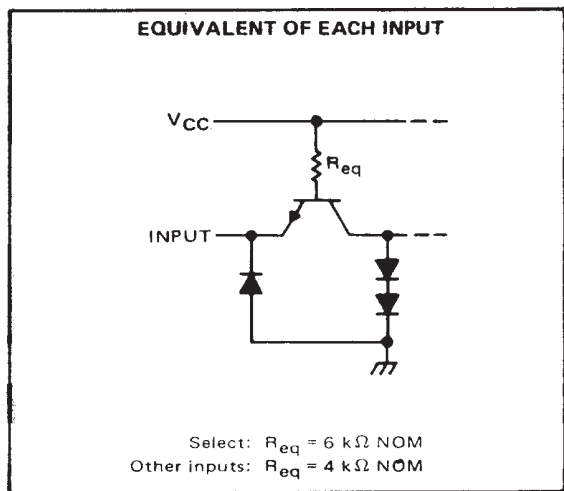 EQUIVALENT OF EACH INPUT
VCC
Req
INPUT
Select: Req = 6 kΩ NOM
Other inputs: Req = 4 kΩ NOM